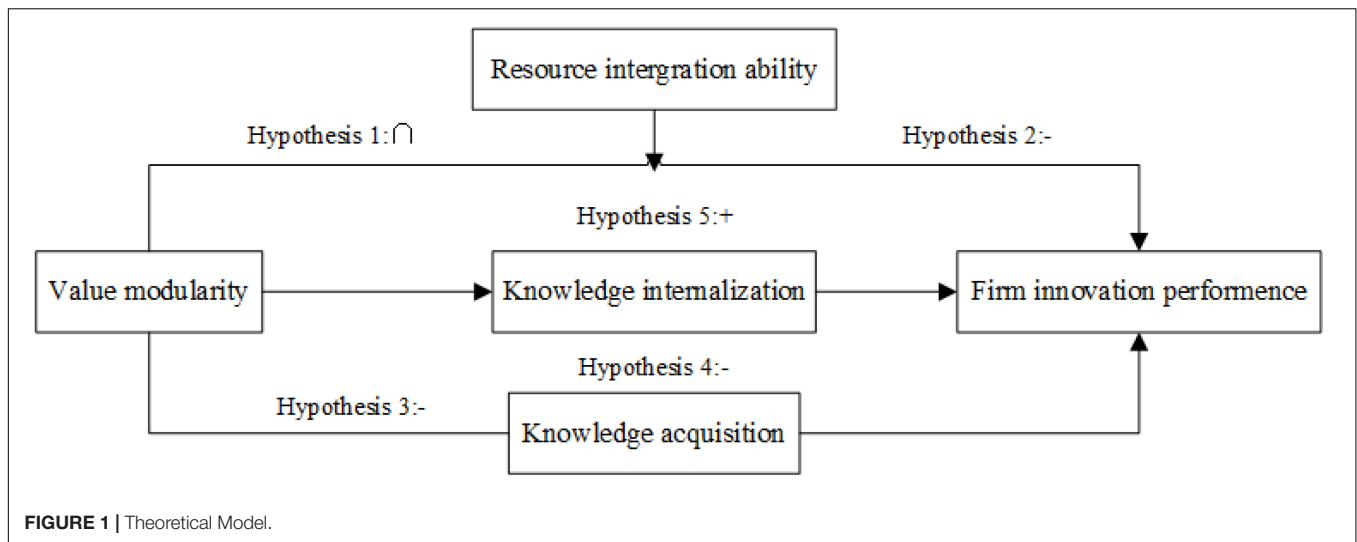 Resource intergration ability
Hypothesis 1:∩
Hypothesis 2:-
Hypothesis 5:+
Value modularity
Knowledge internalization
Firm innovation performence
Hypothesis 4:-
Hypothesis 3:-
Knowledge acquisition
FIGURE 1 | Theoretical Model.